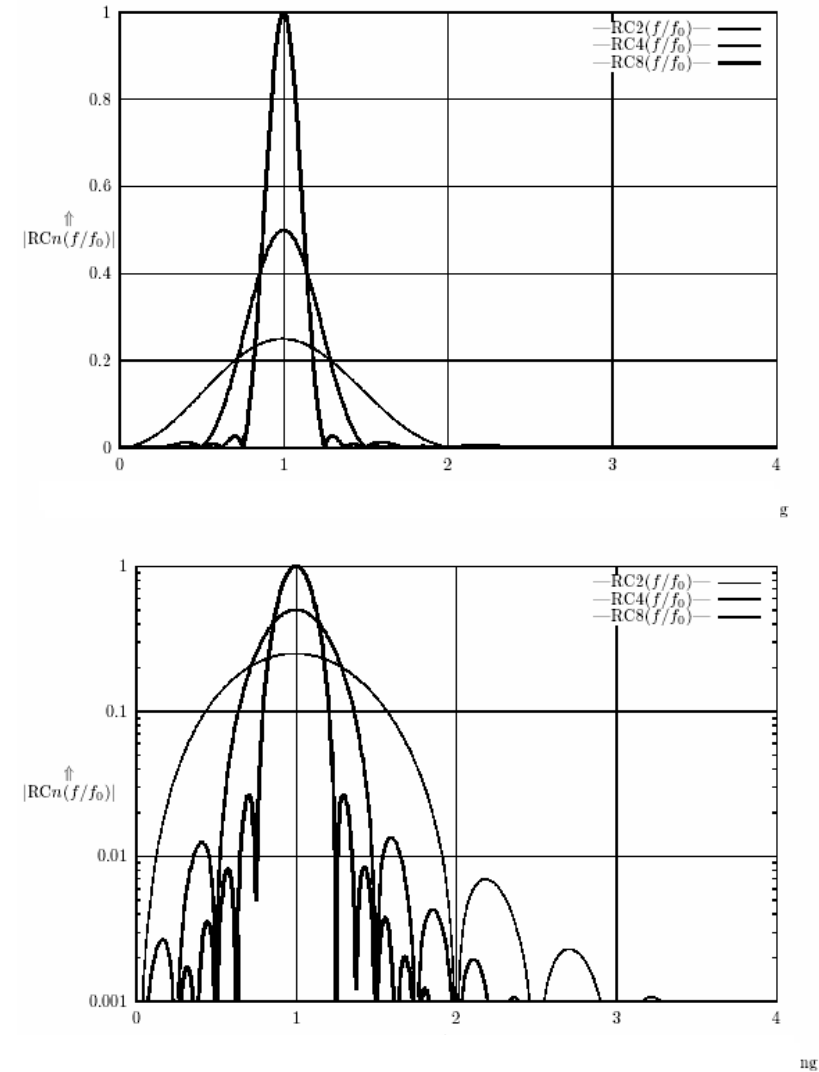 1
—RC2(f/f₀)—
—RC4(f/f₀)—
—RC8(f/f₀)—
0.8
0.6
⇑
|RCn(f/f₀)|
0.4
0.2
0
0 1 2 3 4
g
1
—RC2(f/f₀)—
—RC4(f/f₀)—
—RC8(f/f₀)—
0.1
⇑
|RCn(f/f₀)|
0.01
0.001
0 1 2 3 4
ng